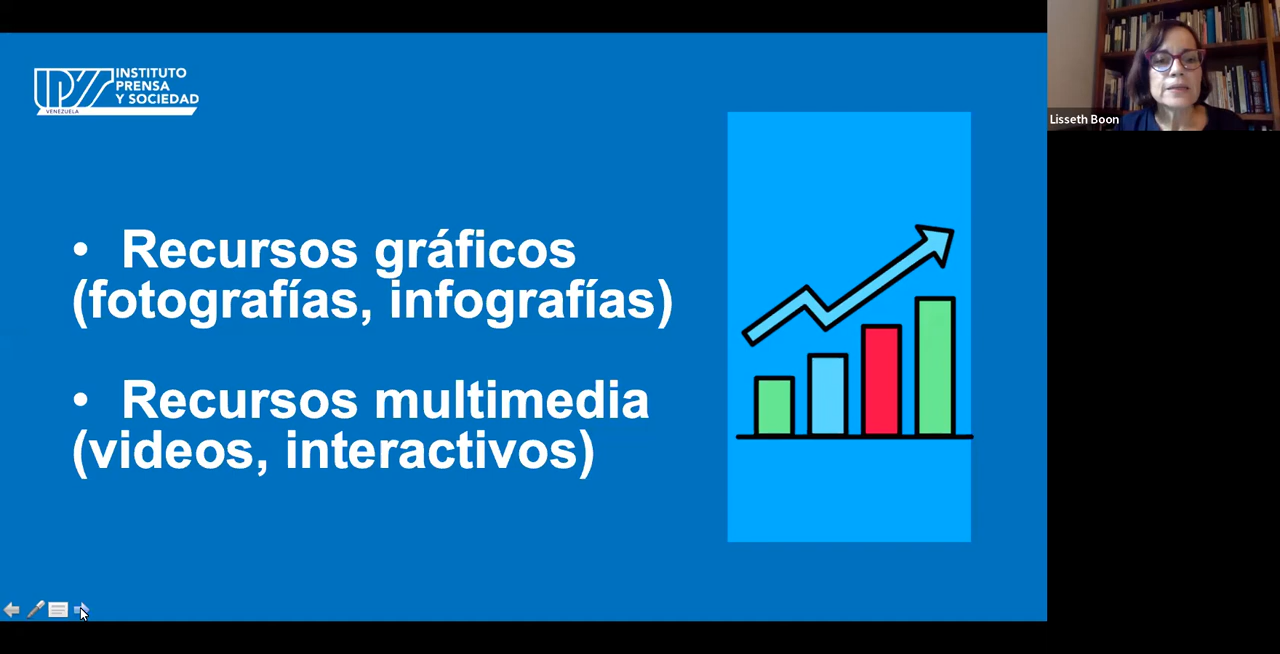 INSTITUTO
PRENSA
Y SOCIEDAD
VENEZUELA
• Recursos gráficos
(fotografías, infografías)
• Recursos multimedia
(videos, interactivos)
Lisseth Boon